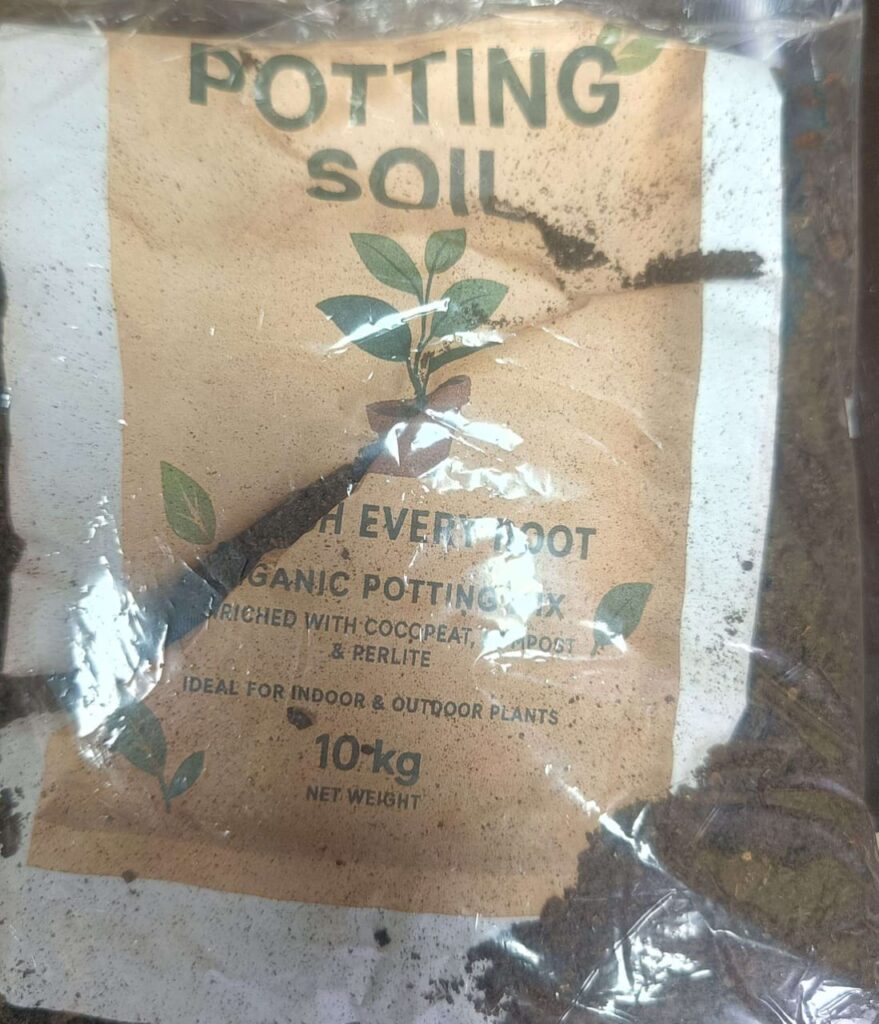 POTTING
SOIL
EVERY ROOT
POTTING
WITH COCOPEAT,
& PERLITE
IDEAL FOR INDOOR & OUTDOOR PLANTS
10 kg
NET WEIGHT